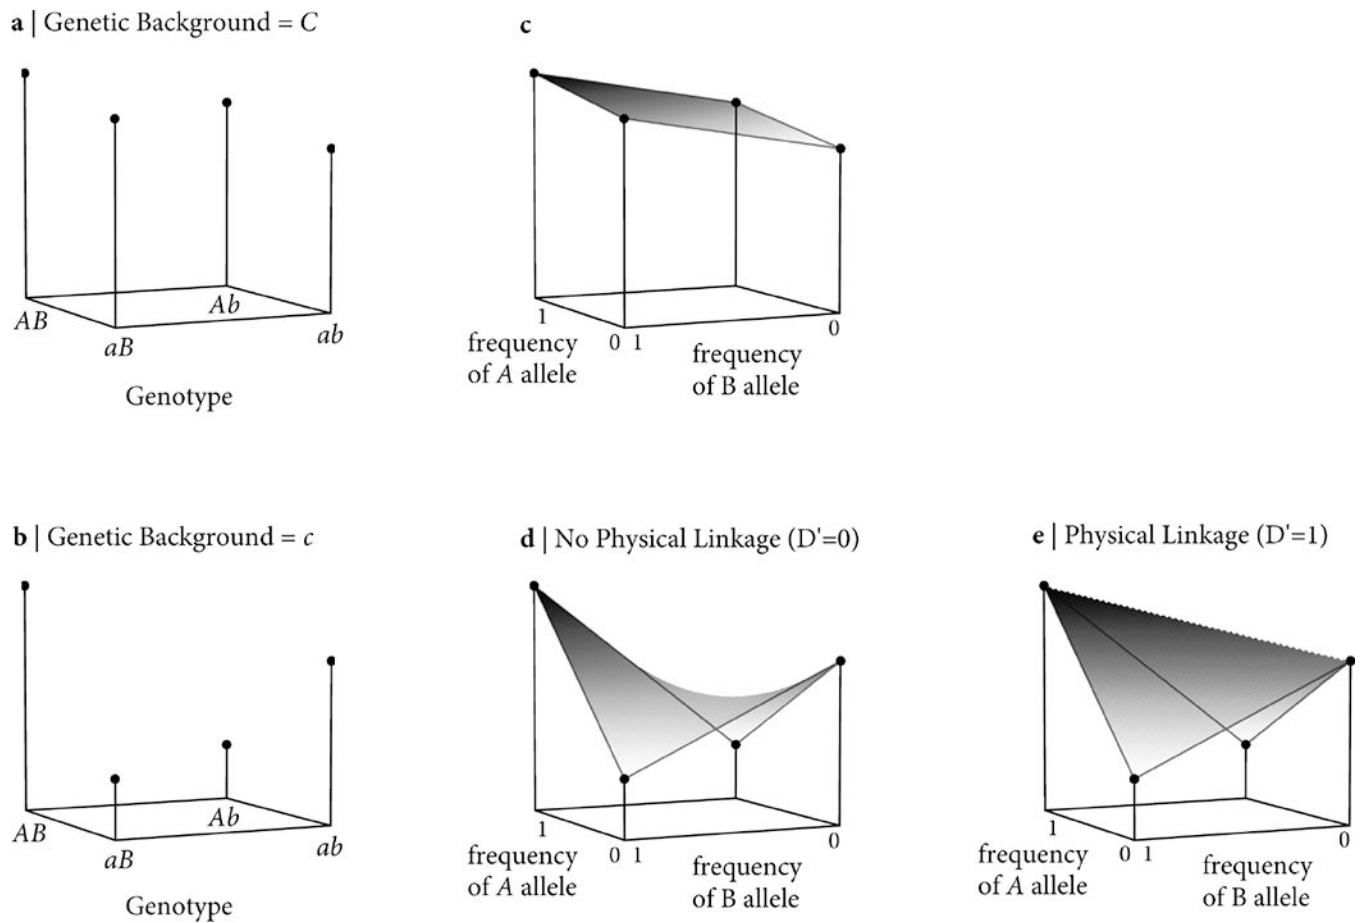 a | Genetic Background = C
c
AB
aB
Ab
ab
Genotype
1
0
1
0
frequency
of A allele
frequency
of B allele
b | Genetic Background = c
d | No Physical Linkage (D'=0)
e | Physical Linkage (D'=1)
AB
aB
Ab
ab
Genotype
1
0
1
0
frequency
of A allele
frequency
of B allele
1
0
1
0
frequency
of A allele
frequency
of B allele